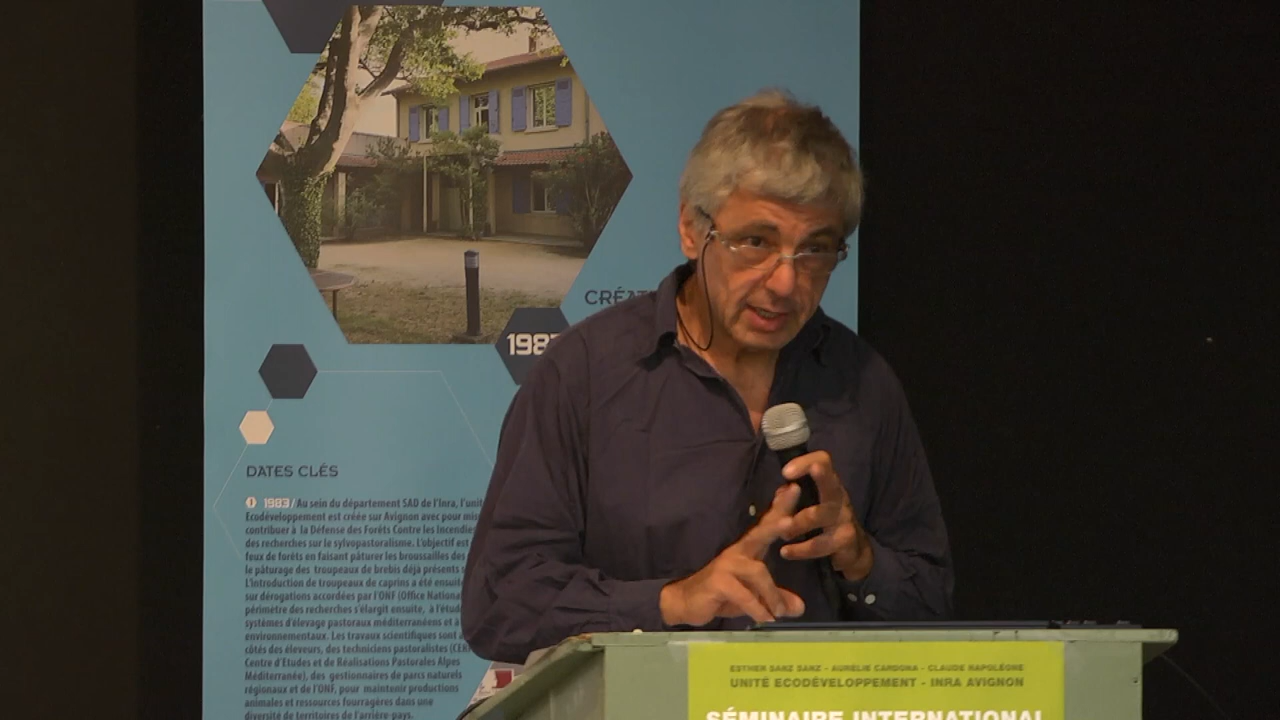 CRÉAT
1983
DATES CLÉS
1983 / Au sein du département SAD de l'Inra, l'unit
Ecodéveloppement est créée sur Avignon avec pour mis
contribuer à la Défense des Forêts Contre les Incendies
des recherches sur le sylvopastoralisme. L'objectif est
feux de forêts en faisant pâturer les broussailles des
le pâturage des troupeaux de brebis déjà présents
L'introduction de troupeaux de caprins a été ensuite
sur dérogations accordées par l'ONF (Office National
périmètre des recherches s'élargit ensuite, à l'étud
systèmes d'élevage pastoraux méditerranéens et à
environnementaux. Les travaux scientifiques sont
côtés des éleveurs, des techniciens pastoralistes (CER
Centre d'Etudes et de Réalisations Pastorales Alpes
Méditerranée), des gestionnaires de parcs naturels
régionaux et de l'ONF, pour maintenir productions
animales et ressources fourragères dans une
diversité de territoires de l'arrière-pays.
ESTHER SANZ SANZ - AURÉLIE CARDONA - CLAUDE NAPOLÉONE
UNITÉ ECODÉVELOPPEMENT - INRA AVIGNON
SÉMINAIRE INTERNATIONAL